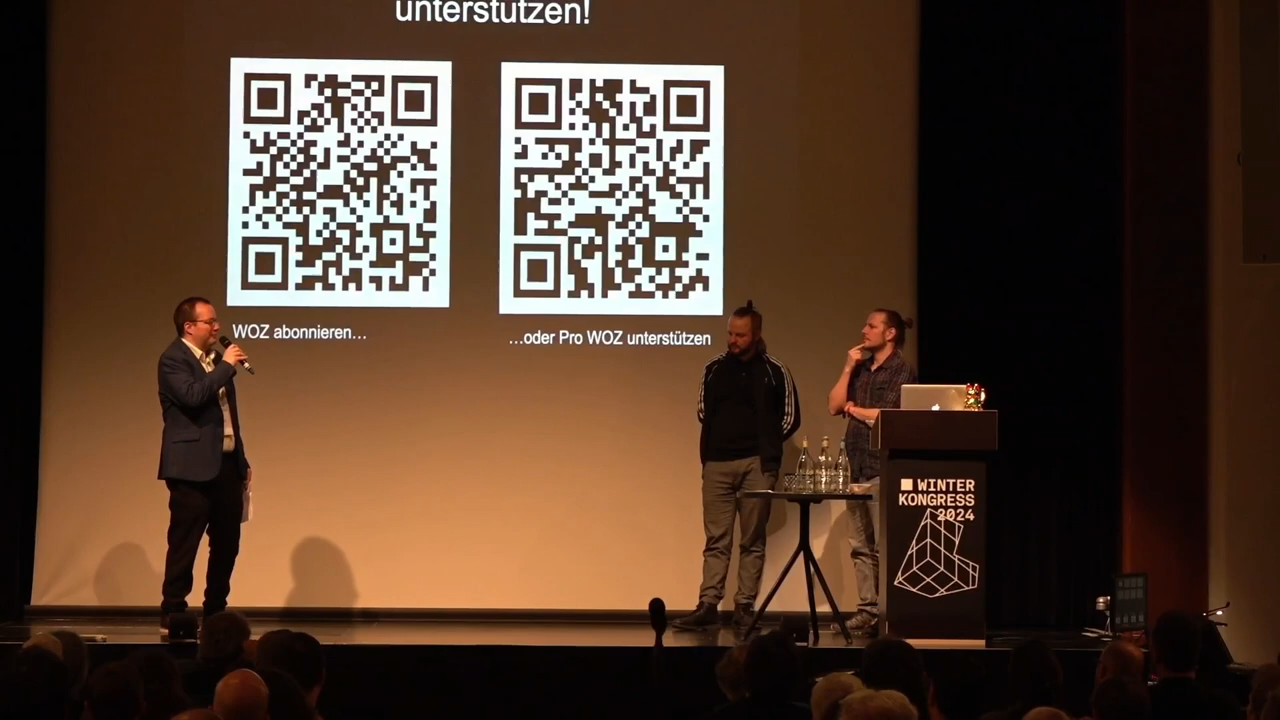 unterstützen!
WOZ abonnieren...
...oder Pro WOZ unterstützen
WINTER
KONGRESS
2024